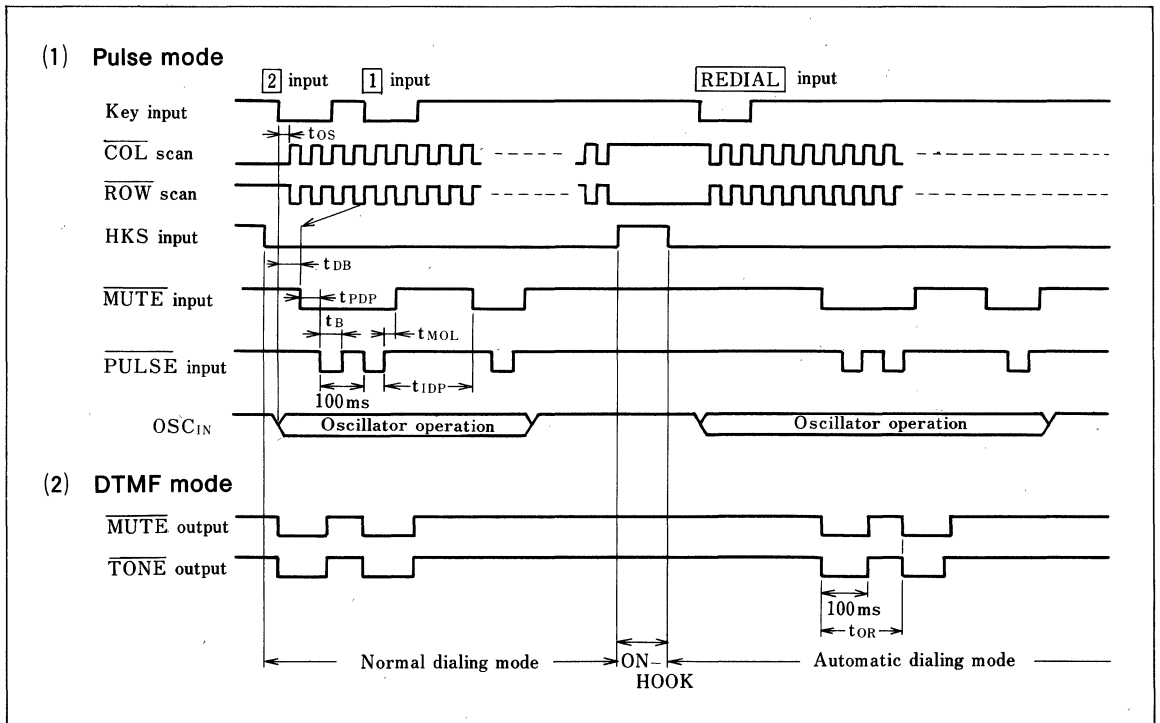 (1) Pulse mode
2 input 1 input REDIAL input
Key input
tOS
COL scan
ROW scan
HKS input
tDB
MUTE input
tPDP
tB
tMOL
PULSE input
tIDP
100ms
OSCIN
Oscillator operation Oscillator operation
(2) DTMF mode
MUTE output
TONE output
100ms
tOR
Normal dialing mode ON– Automatic dialing mode
HOOK